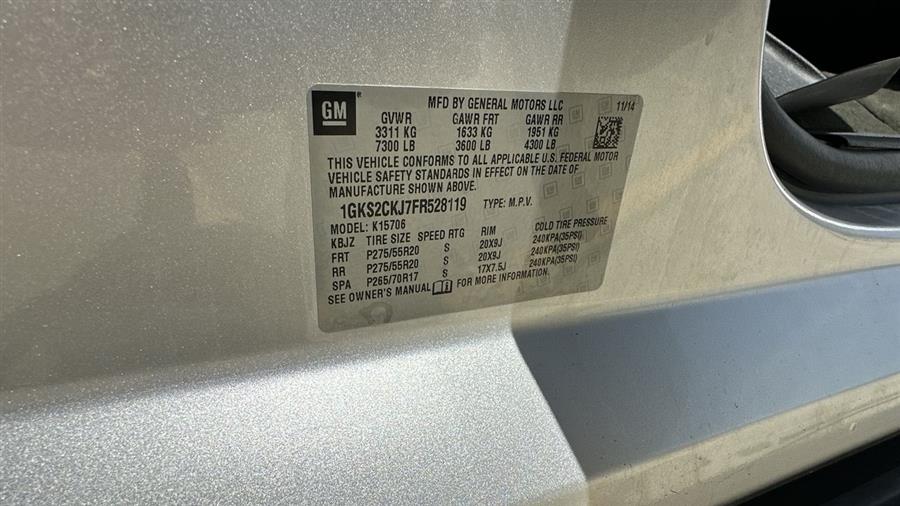 GM
MFD BY GENERAL MOTORS LLC 11/14
GVWR GAWR FRT GAWR RR
3311 KG 1633 KG 1951 KG
7300 LB 3600 LB 4300 LB
THIS VEHICLE CONFORMS TO ALL APPLICABLE U.S. FEDERAL MOTOR
VEHICLE SAFETY STANDARDS IN EFFECT ON THE DATE OF
MANUFACTURE SHOWN ABOVE.
1GKS2CKJ7FR528119 TYPE: M.P.V.
MODEL: K15706
KBJZ TIRE SIZE SPEED RTG RIM COLD TIRE PRESSURE
FRT P275/55R20 S 20X9J 240KPA(35PSI)
RR P275/55R20 S 20X9J 240KPA(35PSI)
SPA P265/70R17 S 17X7.5J 240KPA(35PSI)
SEE OWNER'S MANUAL FOR MORE INFORMATION.